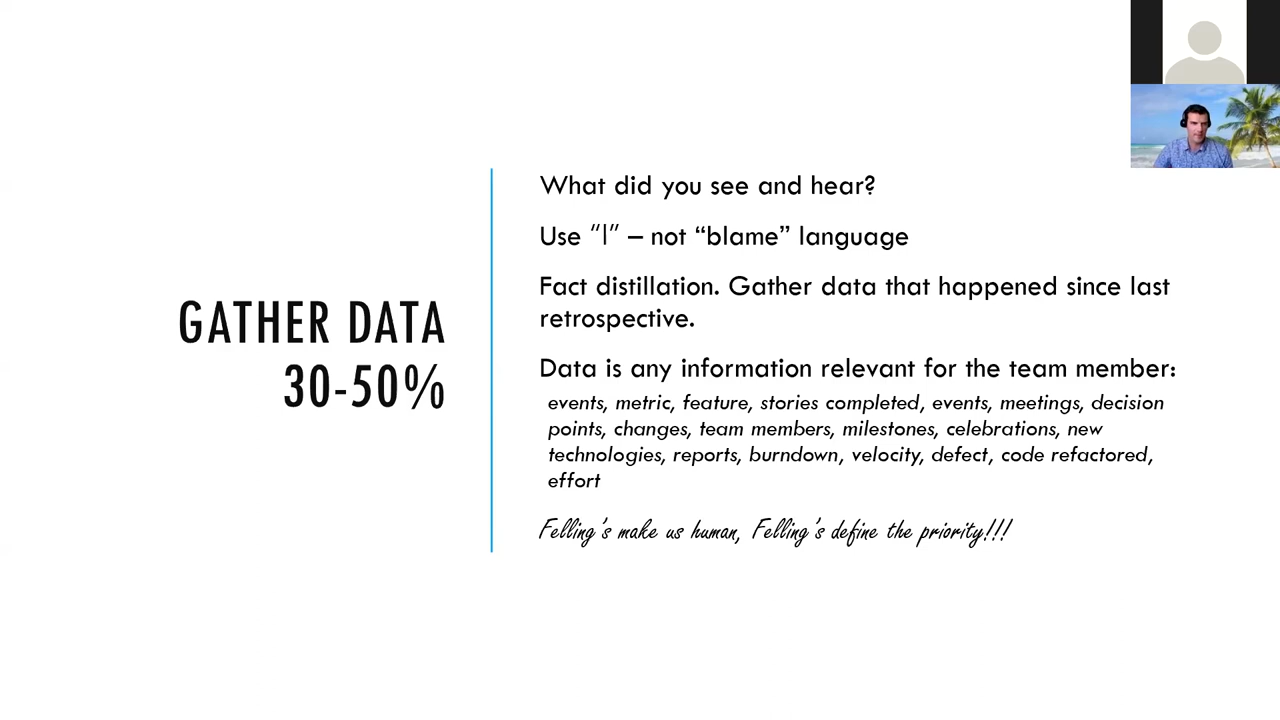 GATHER DATA
30-50%
What did you see and hear?
Use "I" – not “blame” language
Fact distillation. Gather data that happened since last
retrospective.
Data is any information relevant for the team member:
events, metric, feature, stories completed, events, meetings, decision
points, changes, team members, milestones, celebrations, new
technologies, reports, burndown, velocity, defect, code refactored,
effort
Felling's make us human, Felling's define the priority!!!